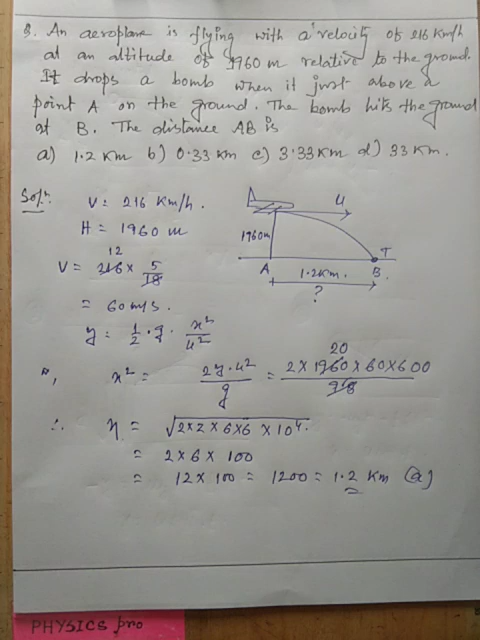 8. An aeroplane is flying with a velocity of 216 Km/h
at an altitude of 1960 m relative to the ground.
It drops a bomb when it just above a
point A on the ground. The bomb hits the ground
at B. The distance AB is
a) 1.2 Km b) 0.33 km c) 3.33 Km d) 33 Km.
Soln:
V = 216 Km/h.
H = 1960 m
V = 216 × 5/18
12
= 60 m/s.
y = 1/2 · g · x²/u²
x² = 2y·u²/g = 2×1960×60×600/98
20
∴ x = √2×2×6×6×10⁴.
= 2×6×100
= 12×100 = 1200 = 1.2 Km (a)
u
1960m
A
1.2Km.
B
T
?
PHYSICS pro